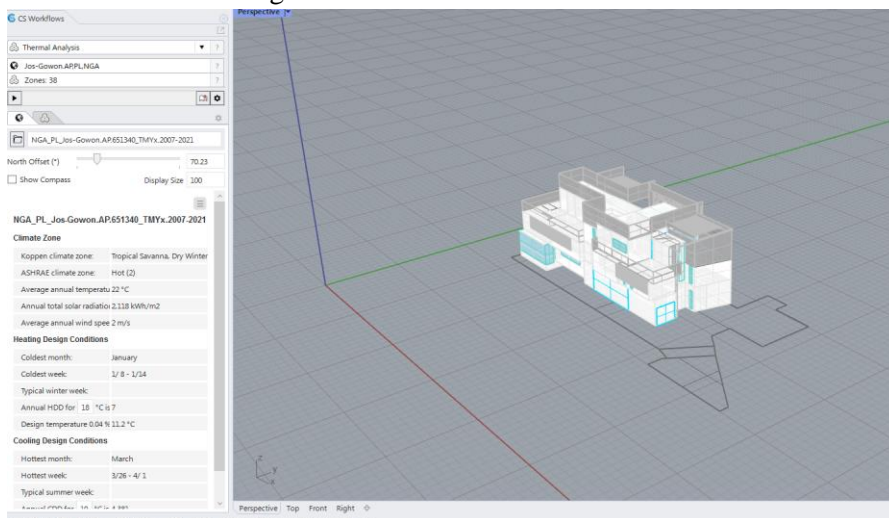 CS Workflows
Perspective
Thermal Analysis
Jos-Gowon.AP,PL,NGA
Zones: 38
NGA_PL_Jos-Gowon.AP.651340_TMYx.2007-2021
North Offset (°) 70.23
Show Compass Display Size 100
NGA_PL_Jos-Gowon.AP.651340_TMYx.2007-2021
Climate Zone
Koppen climate zone: Tropical Savanna, Dry Winter
ASHRAE climate zone: Hot (2)
Average annual temperatu 22 °C
Annual total solar radiatio 2,118 kWh/m2
Average annual wind spee 2 m/s
Heating Design Conditions
Coldest month: January
Coldest week: 1/ 8 - 1/14
Typical winter week:
Annual HDD for 18 °C is 7
Design temperature 0.04 % 11.2 °C
Cooling Design Conditions
Hottest month: March
Hottest week: 3/26 - 4/ 1
Typical summer week:
Annual CDD for 10 °C is
z
y
x
Perspective Top Front Right